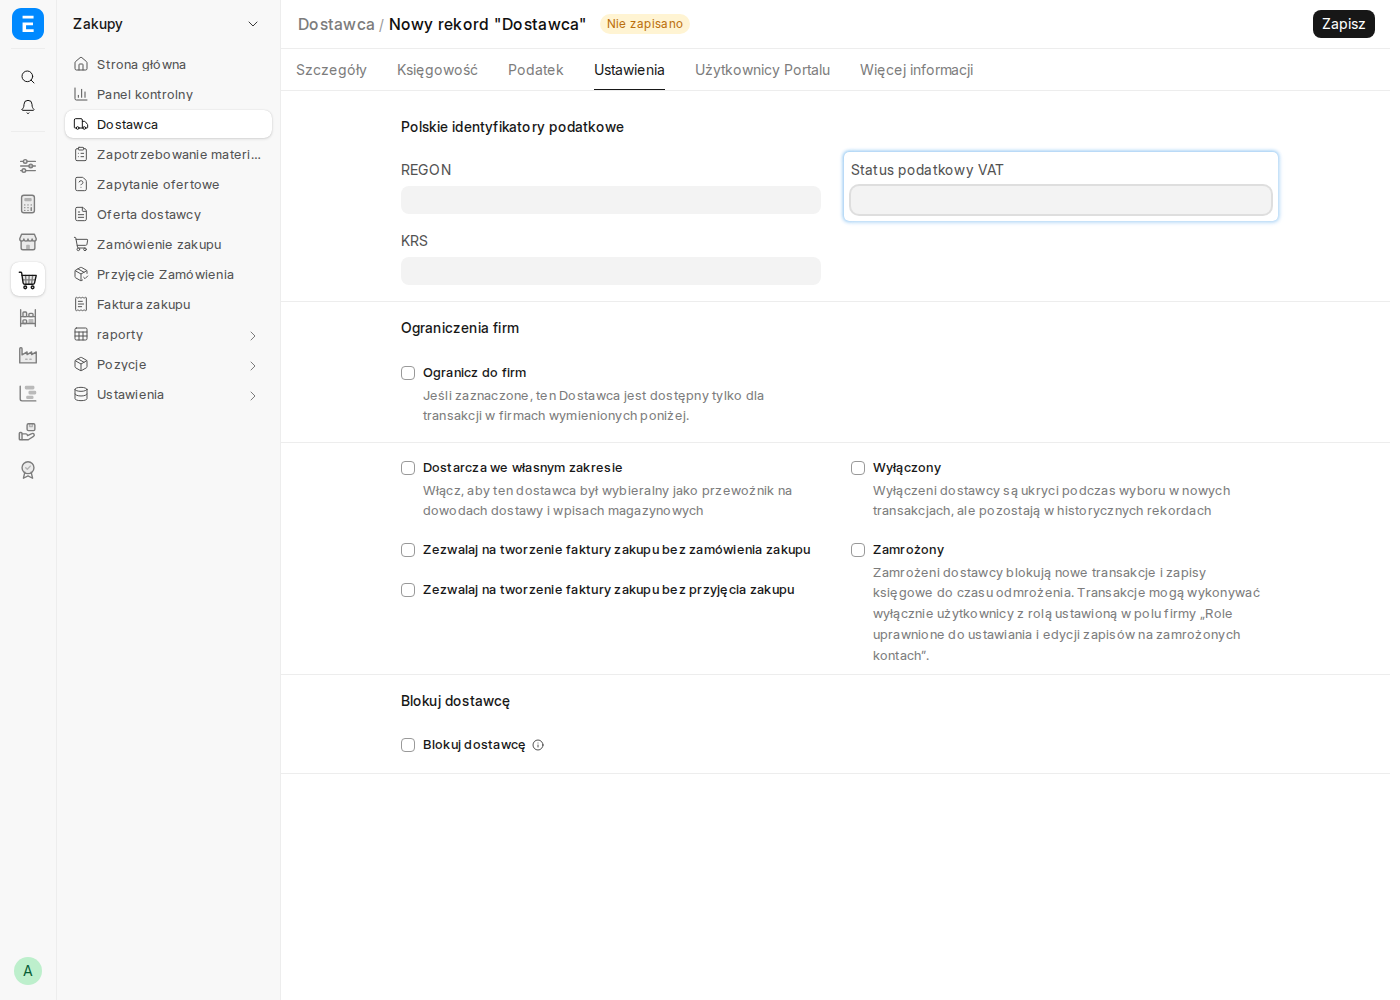 Zakupy
Strona główna
Panel kontrolny
Dostawca
Zapotrzebowanie materi...
Zapytanie ofertowe
Oferta dostawcy
Zamówienie zakupu
Przyjęcie Zamówienia
Faktura zakupu
raporty
Pozycje
Ustawienia
A
Dostawca / Nowy rekord "Dostawca" Nie zapisano
Zapisz
Szczegóły Księgowość Podatek Ustawienia Użytkownicy Portalu Więcej informacji
Polskie identyfikatory podatkowe
REGON
Status podatkowy VAT
KRS
Ograniczenia firm
Ogranicz do firm
Jeśli zaznaczone, ten Dostawca jest dostępny tylko dla
transakcji w firmach wymienionych poniżej.
Dostarcza we własnym zakresie
Włącz, aby ten dostawca był wybieralny jako przewoźnik na
dowodach dostawy i wpisach magazynowych
Zezwalaj na tworzenie faktury zakupu bez zamówienia zakupu
Zezwalaj na tworzenie faktury zakupu bez przyjęcia zakupu
Wyłączony
Wyłączeni dostawcy są ukryci podczas wyboru w nowych
transakcjach, ale pozostają w historycznych rekordach
Zamrożony
Zamrożeni dostawcy blokują nowe transakcje i zapisy
księgowe do czasu odmrożenia. Transakcje mogą wykonywać
wyłącznie użytkownicy z rolą ustawioną w polu firmy „Role
uprawnione do ustawiania i edycji zapisów na zamrożonych
kontach”.
Blokuj dostawcę
Blokuj dostawcę